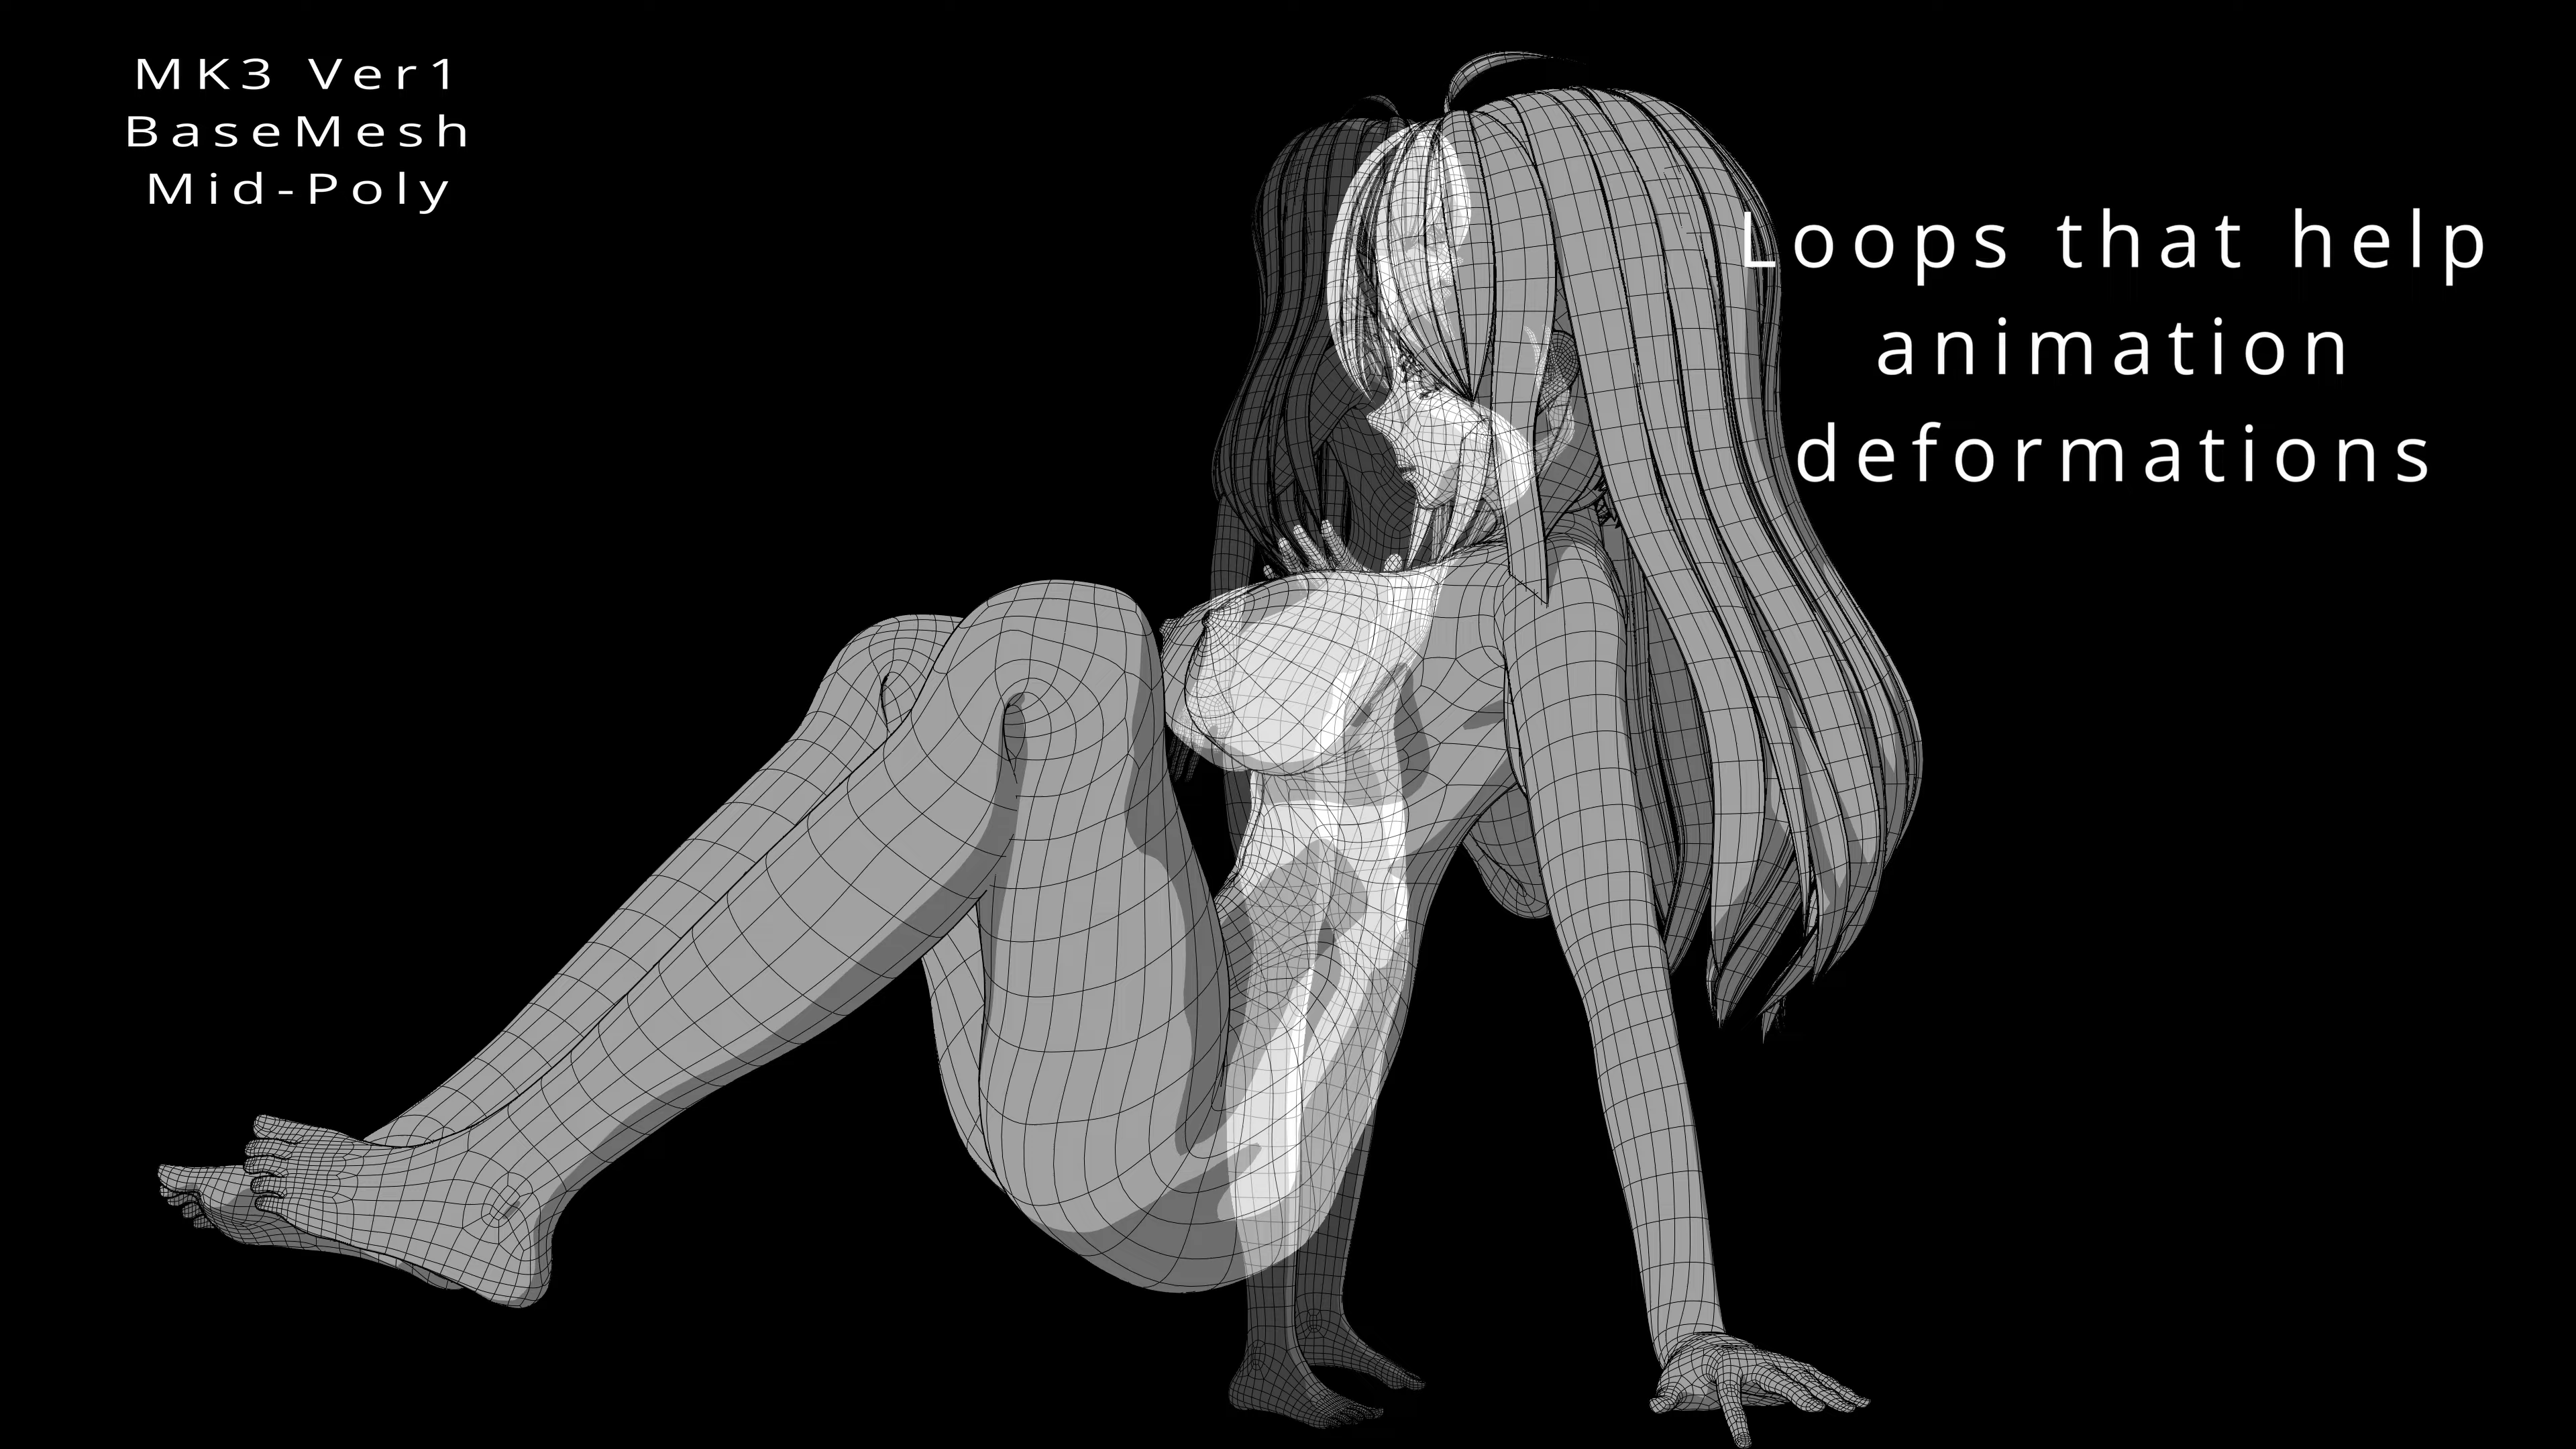 MK3 Ver1
BaseMesh
Mid-Poly
Loops that help
animation
deformations